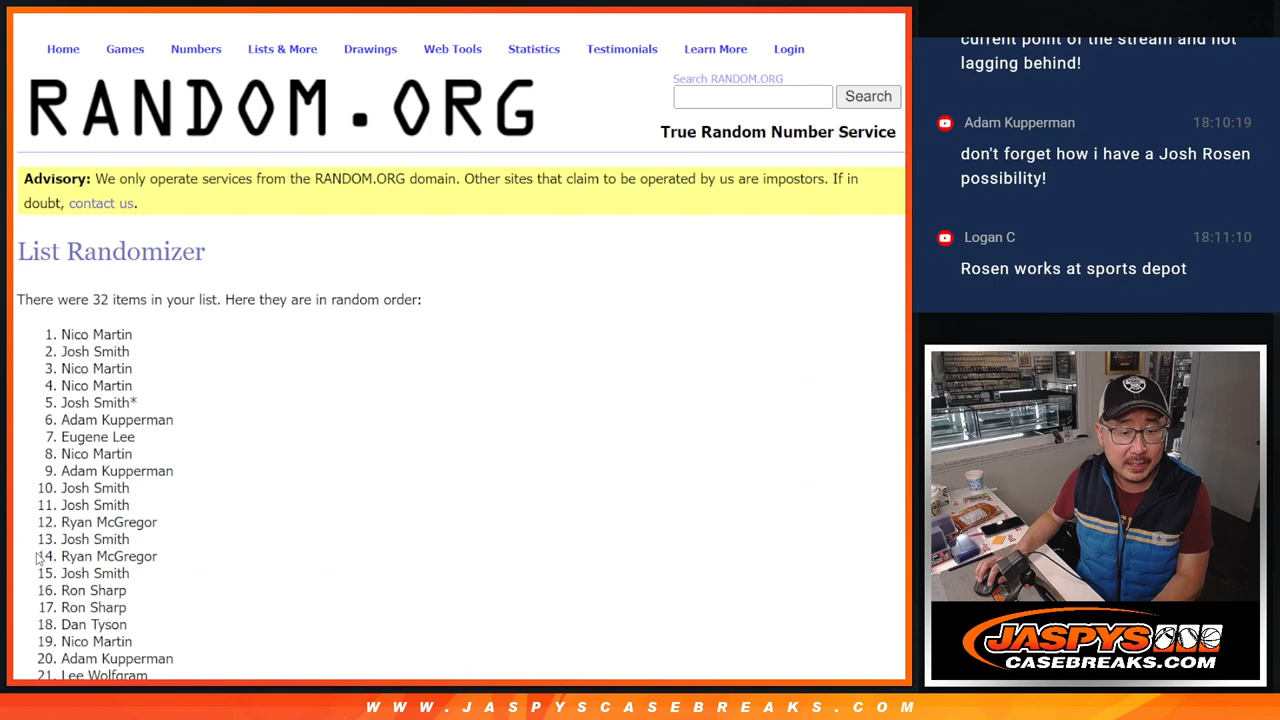 Home Games Numbers Lists & More Drawings Web Tools Statistics Testimonials Learn More Login
RANDOM.ORG
Search RANDOM.ORG
Search
True Random Number Service
Advisory: We only operate services from the RANDOM.ORG domain. Other sites that claim to be operated by us are impostors. If in
doubt, contact us.
List Randomizer
There were 32 items in your list. Here they are in random order:
1. Nico Martin
2. Josh Smith
3. Nico Martin
4. Nico Martin
5. Josh Smith*
6. Adam Kupperman
7. Eugene Lee
8. Nico Martin
9. Adam Kupperman
10. Josh Smith
11. Josh Smith
12. Ryan McGregor
13. Josh Smith
14. Ryan McGregor
15. Josh Smith
16. Ron Sharp
17. Ron Sharp
18. Dan Tyson
19. Nico Martin
20. Adam Kupperman
21. Lee Wolfgram
current point of the stream and not
lagging behind!
Adam Kupperman 18:10:19
don't forget how i have a Josh Rosen
possibility!
Logan C 18:11:10
Rosen works at sports depot
JASPYS
CASEBREAKS.COM
WWW.JASPYSCASEBREAKS.COM